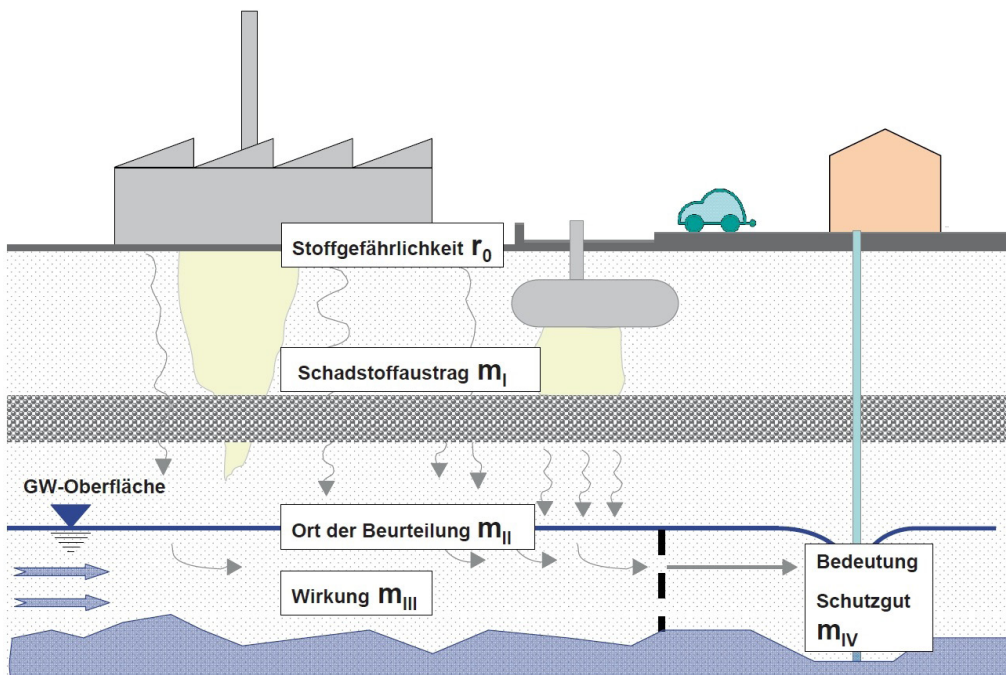 Stoffgefährlichkeit r₀
Schadstoffaustrag mI
GW-Oberfläche
Ort der Beurteilung mII
Wirkung mIII
Bedeutung
Schutzgut
mIV